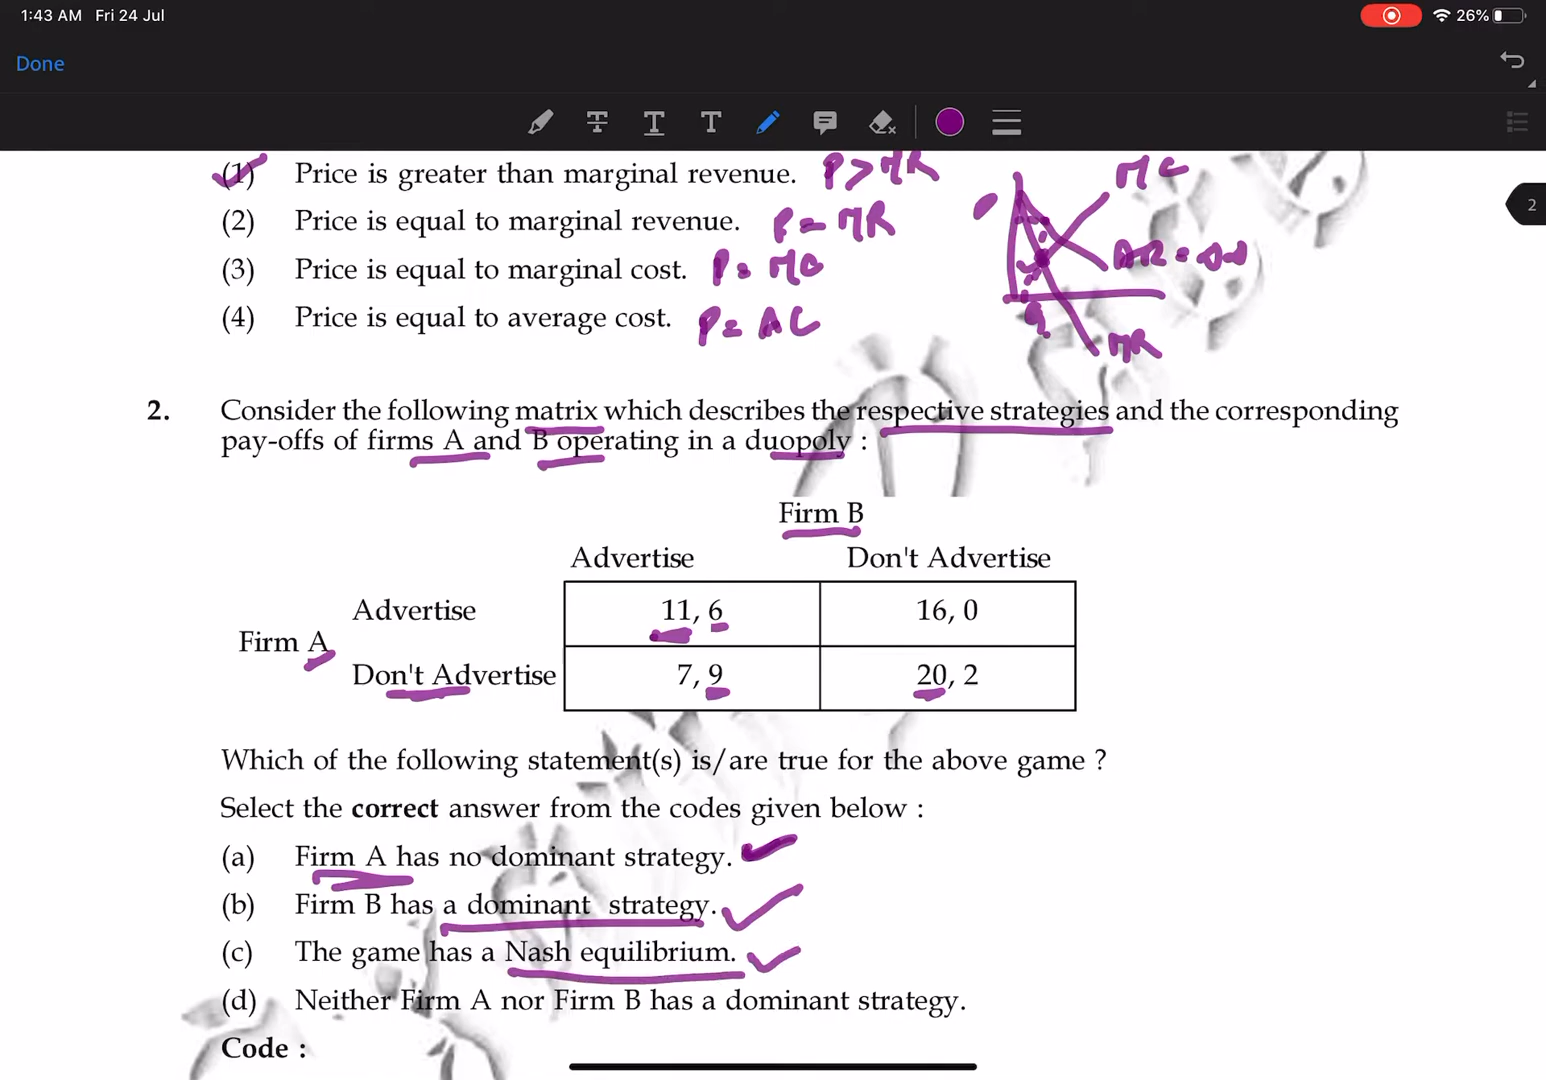 1:43 AM Fri 24 Jul 26%
Done
2
(1) Price is greater than marginal revenue. P > MR
(2) Price is equal to marginal revenue. P = MR
(3) Price is equal to marginal cost. P = MC
(4) Price is equal to average cost. P = AC
MC
MR
2. Consider the following matrix which describes the respective strategies and the corresponding
pay-offs of firms A and B operating in a duopoly :
Firm B
Advertise Don't Advertise
Advertise 11, 6 16, 0
Firm A
Don't Advertise 7, 9 20, 2
Which of the following statement(s) is/are true for the above game ?
Select the correct answer from the codes given below :
(a) Firm A has no dominant strategy.
(b) Firm B has a dominant strategy.
(c) The game has a Nash equilibrium.
(d) Neither Firm A nor Firm B has a dominant strategy.
Code :